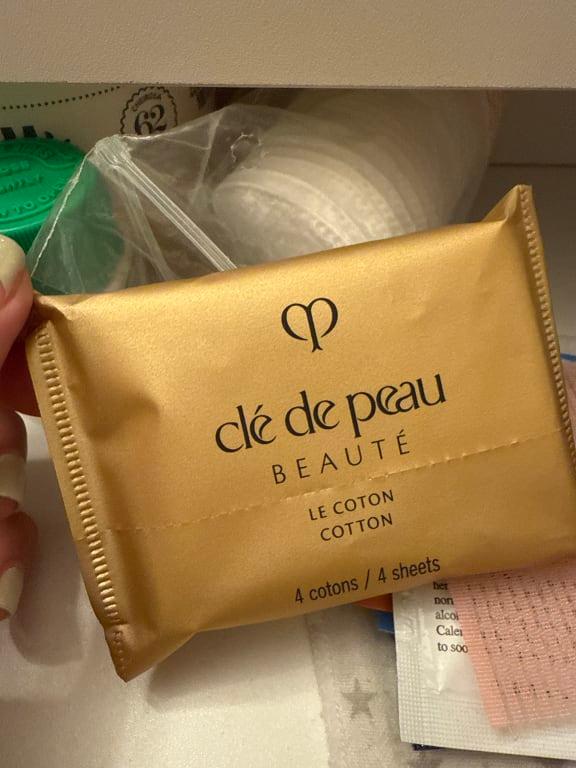 62
clé de peau
BEAUTÉ
LE COTON
COTTON
4 cotons / 4 sheets
her
non
alco
Caler
to soo